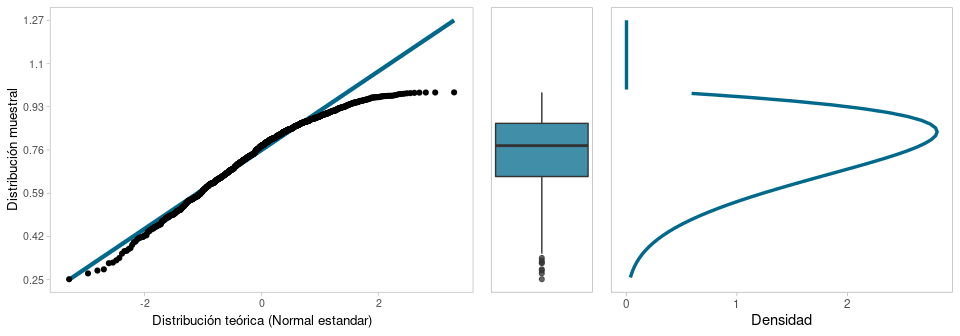 Distribución muestral
1.27
1.1
0.93
0.76
0.59
0.42
0.25
-2 0 2
Distribución teórica (Normal estandar)
0 1 2
Densidad